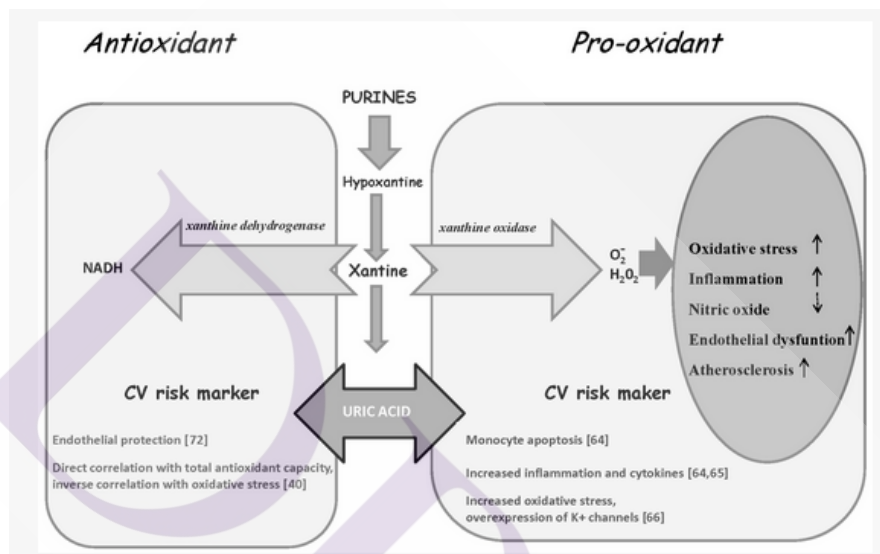 Antioxidant
Pro-oxidant
PURINES
Hypoxantine
xanthine dehydrogenase
xanthine oxidase
NADH
Xantine
O₂⁻
H₂O₂
Oxidative stress ↑
Inflammation ↑
Nitric oxide ↓
Endothelial dysfuntion ↑
Atherosclerosis ↑
CV risk marker
URIC ACID
CV risk maker
Endothelial protection [72]
Direct correlation with total antioxidant capacity,
inverse correlation with oxidative stress [40]
Monocyte apoptosis [64]
Increased inflammation and cytokines [64,65]
Increased oxidative stress,
overexpression of K+ channels [66]